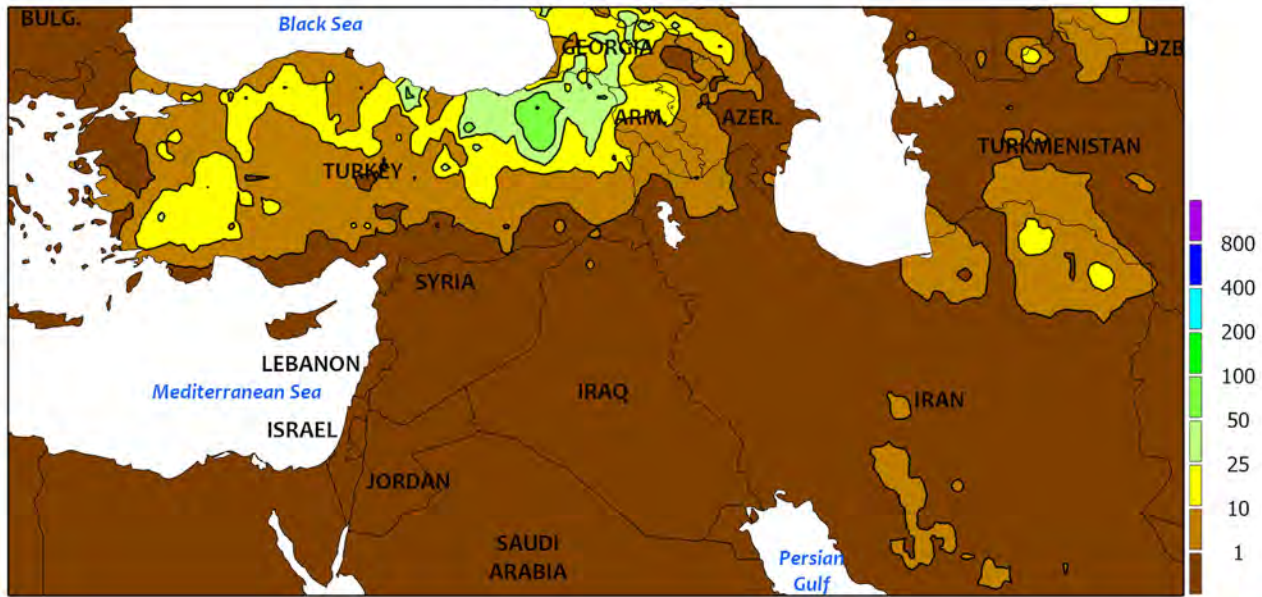 BULG.
Black Sea
GEORGIA
UZB
ARM.
AZER.
TURKMENISTAN
TURKEY
SYRIA
LEBANON
Mediterranean Sea
IRAQ
IRAN
ISRAEL
JORDAN
SAUDI
ARABIA
Persian
Gulf
800
400
200
100
50
25
10
1